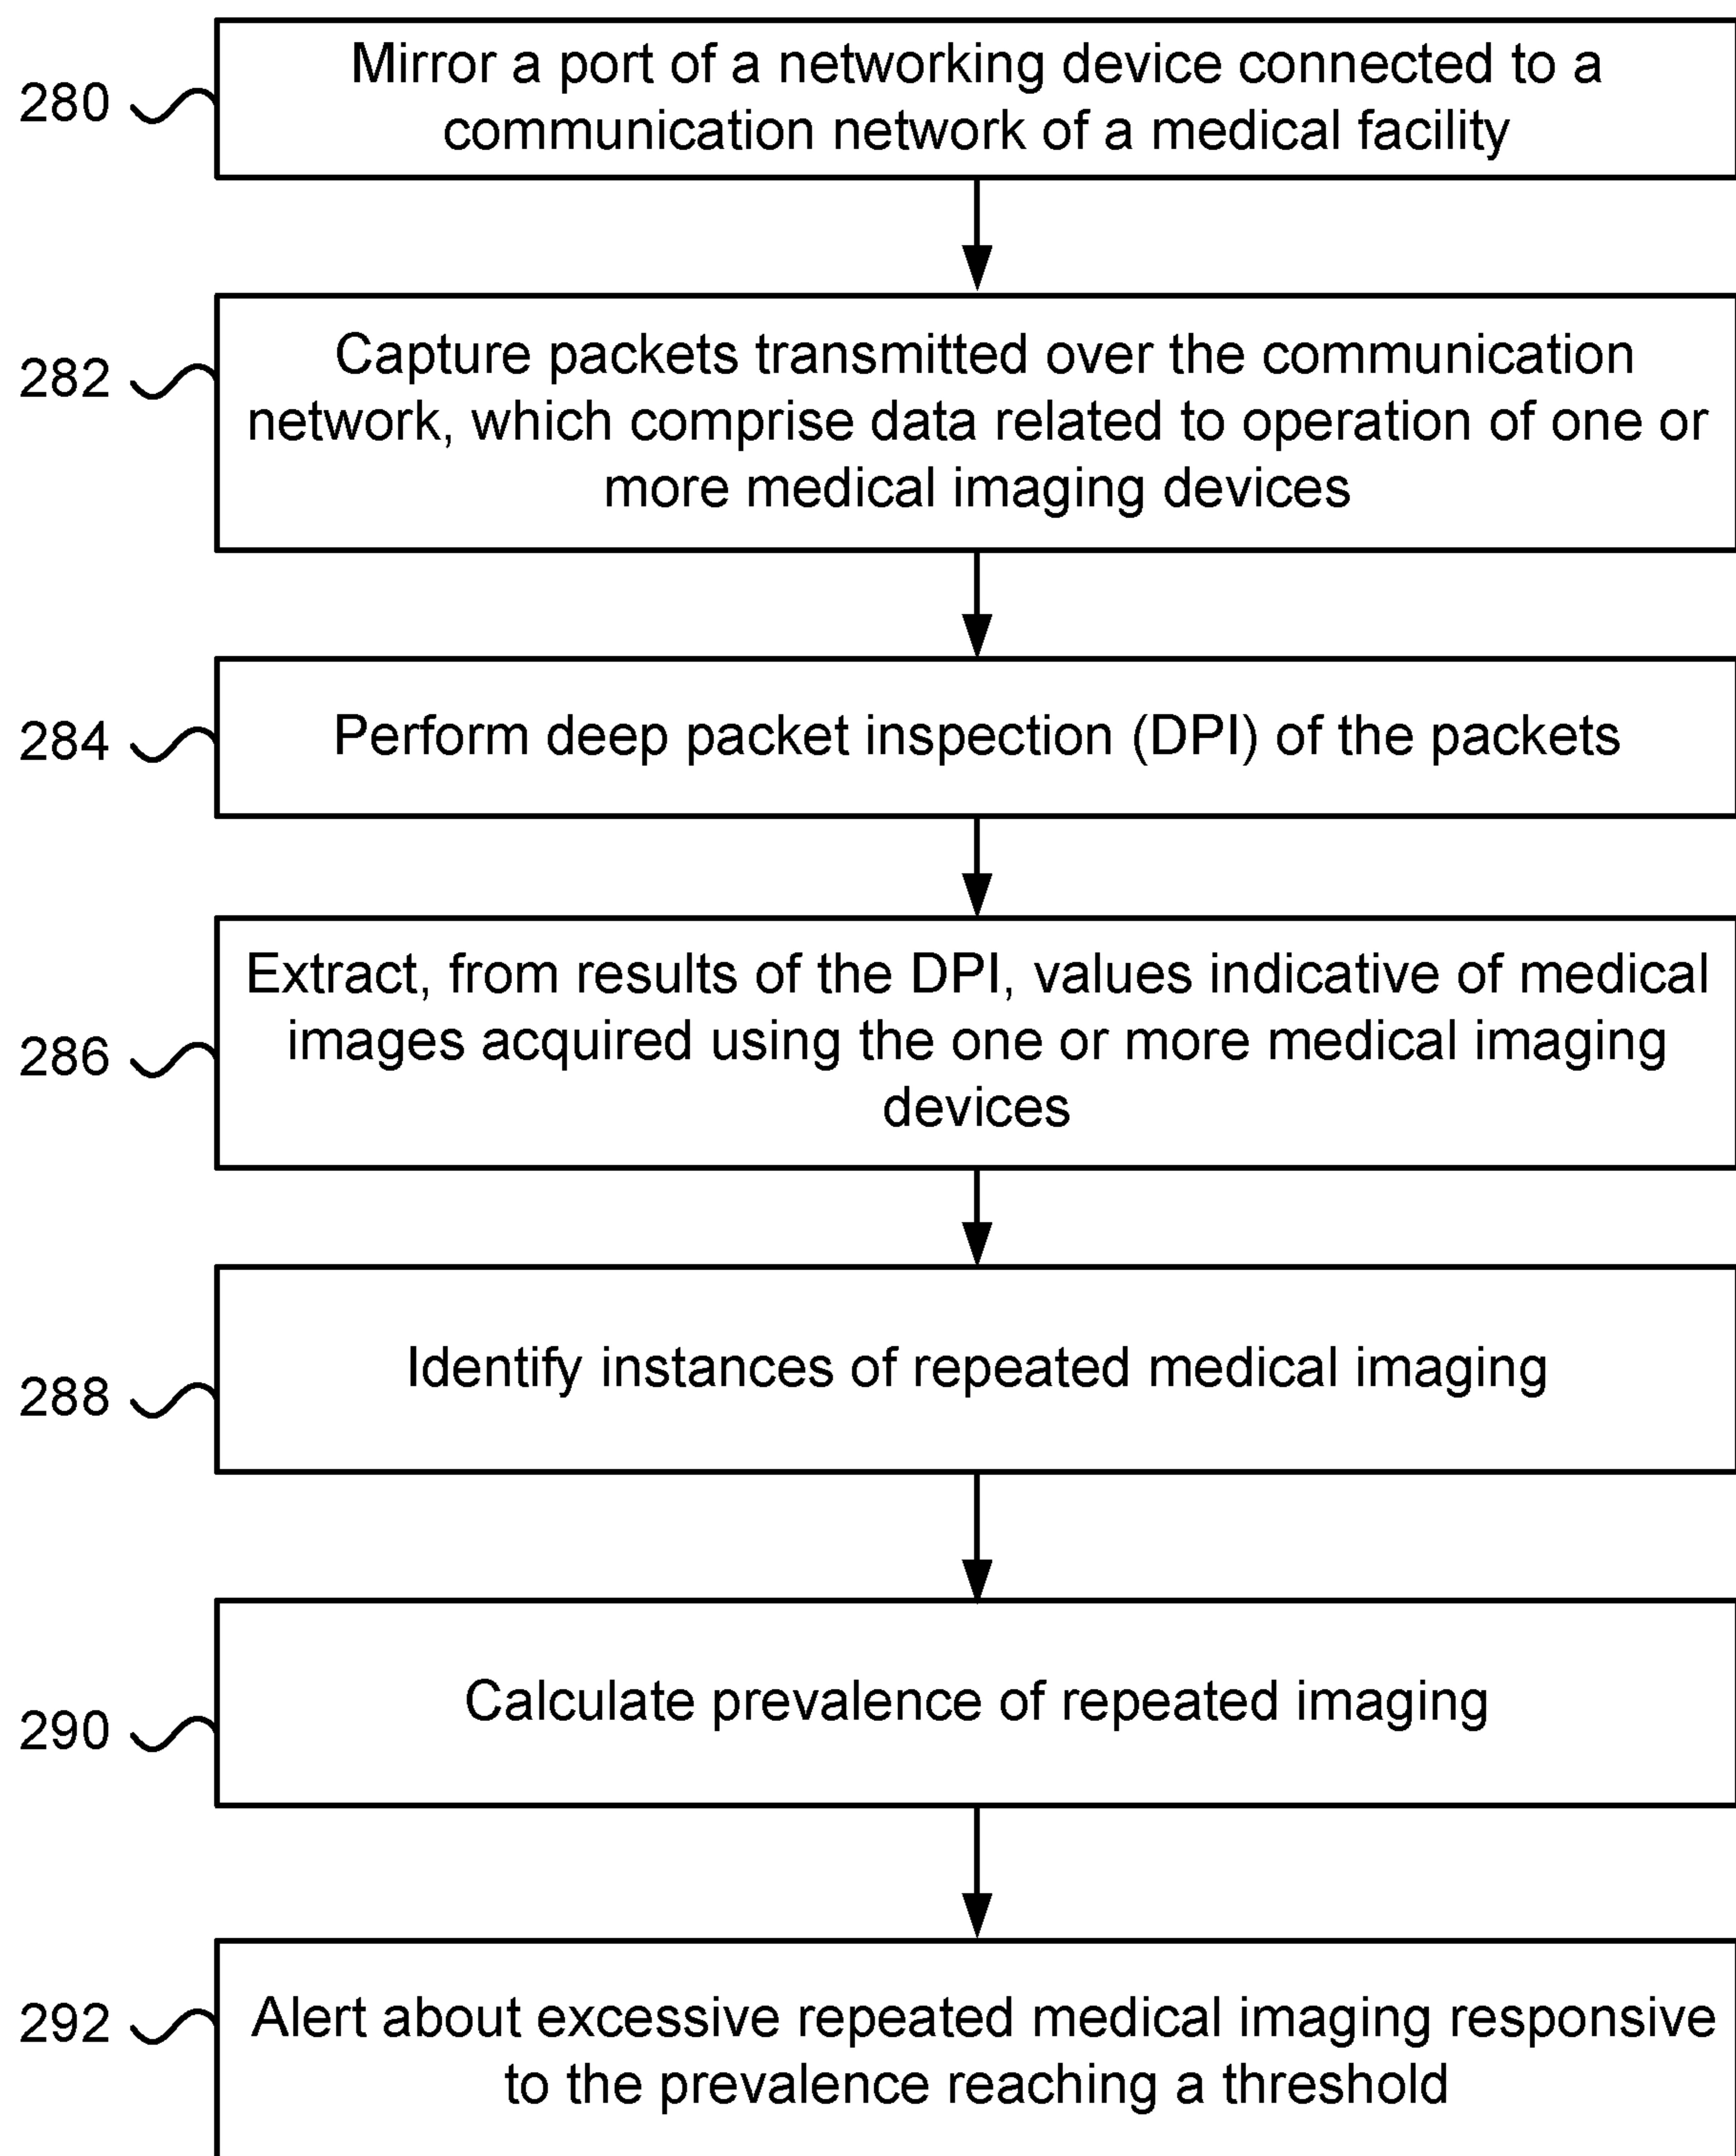 280
Mirror a port of a networking device connected to a
communication network of a medical facility
282
Capture packets transmitted over the communication
network, which comprise data related to operation of one or
more medical imaging devices
284
Perform deep packet inspection (DPI) of the packets
286
Extract, from results of the DPI, values indicative of medical
images acquired using the one or more medical imaging
devices
288
Identify instances of repeated medical imaging
290
Calculate prevalence of repeated imaging
292
Alert about excessive repeated medical imaging responsive
to the prevalence reaching a threshold